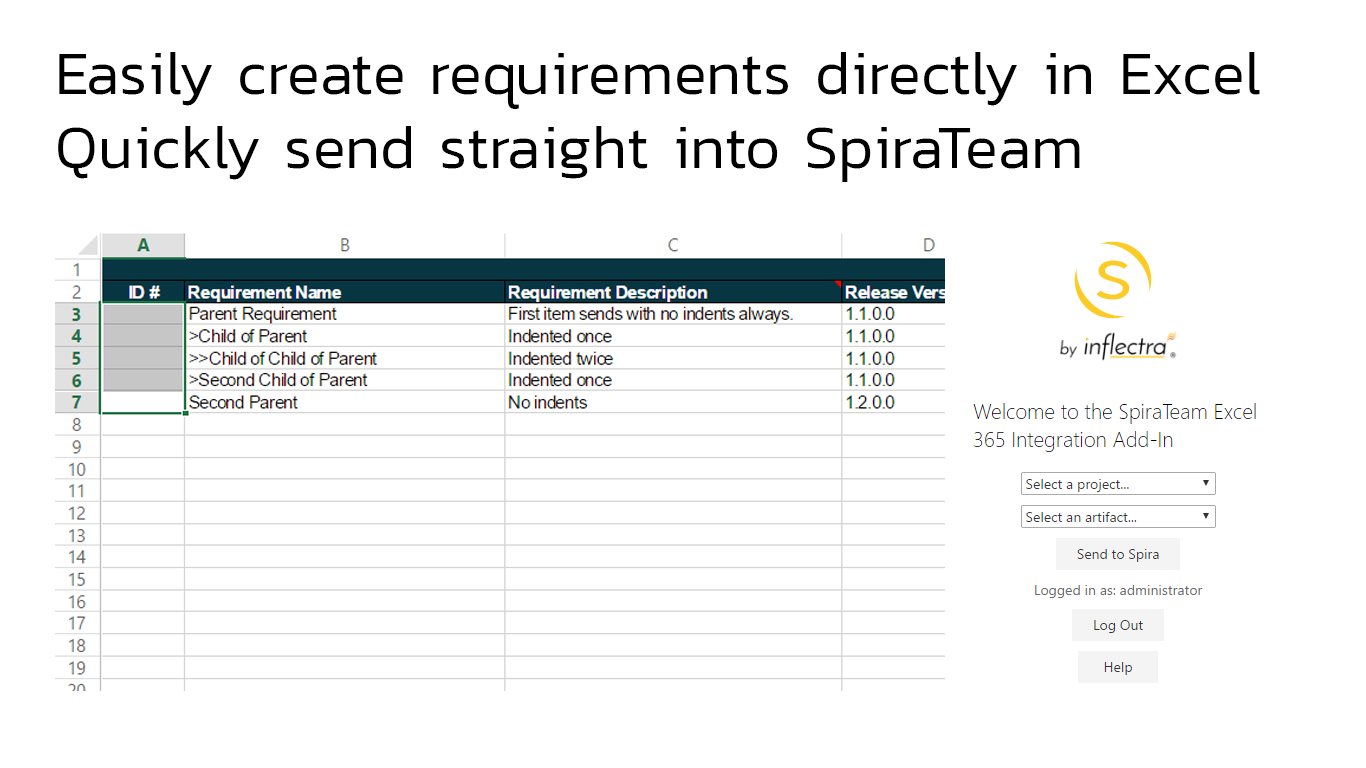 Easily create requirements directly in Excel
Quickly send straight into SpiraTeam
A B C D
1
2 ID # Requirement Name Requirement Description Release Vers
3 Parent Requirement First item sends with no indents always. 1.1.0.0
4 >Child of Parent Indented once 1.1.0.0
5 >>Child of Child of Parent Indented twice 1.1.0.0
6 >Second Child of Parent Indented once 1.1.0.0
7 Second Parent No indents 1.2.0.0
8
9
10
11
12
13
14
15
16
17
18
19
20
S
by inflectra®
Welcome to the SpiraTeam Excel
365 Integration Add-In
Select a project...
Select an artifact...
Send to Spira
Logged in as: administrator
Log Out
Help